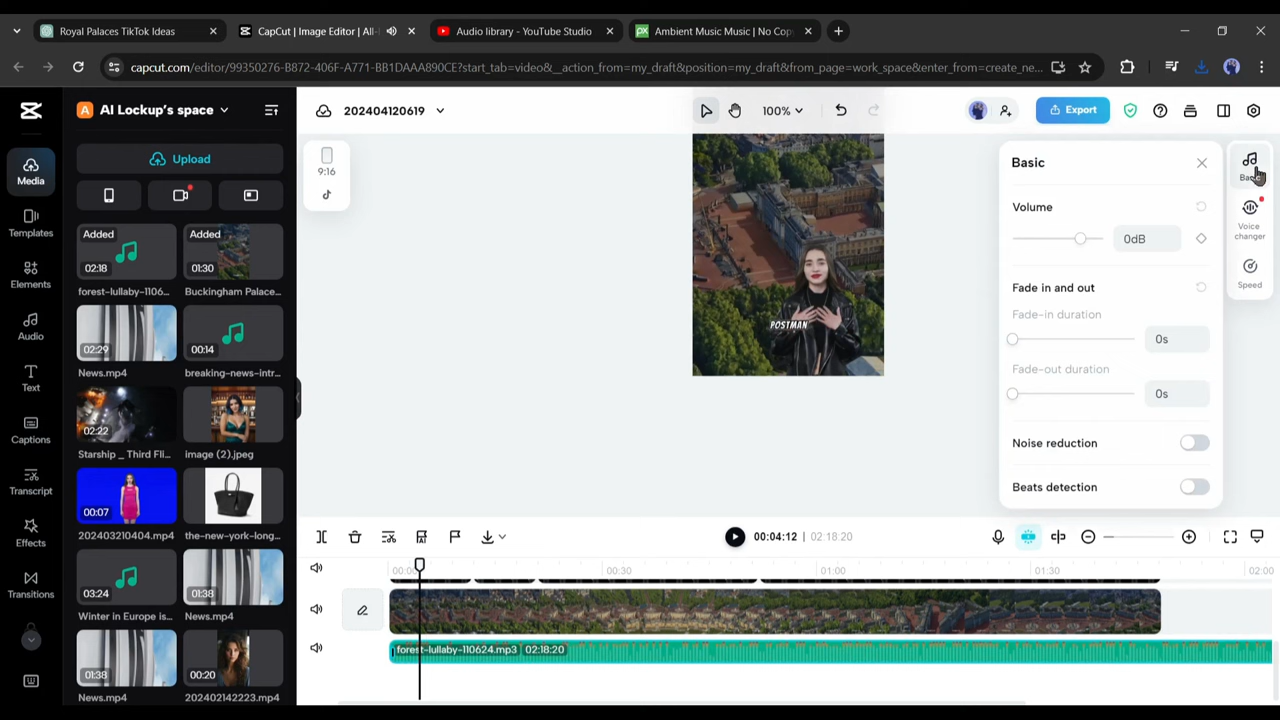 Royal Palaces TikTok Ideas
CapCut | Image Editor | All-
Audio library - YouTube Studio
Ambient Music Music | No Cop
capcut.com/editor/99350276-B872-406F-A771-BB1DAAA890CE?start_tab=video&__action_from=my_draft&position=my_draft&from_page=work_space&enter_from=create_ne...
A AI Lockup's space
202404120619
100%
Export
Media
Templates
Elements
Audio
Text
Captions
Transcript
Effects
Transitions
Upload
Added
02:18
forest-lullaby-1106...
Added
01:30
Buckingham Palace...
02:29
News.mp4
00:14
breaking-news-intr...
02:22
Starship _ Third Fli...
image (2).jpeg
00:07
202403210404.mp4
the-new-york-long...
03:24
Winter in Europe is...
01:38
News.mp4
01:38
News.mp4
00:20
202402142223.mp4
9:16
POSTMAN
Basic
Volume
0dB
Fade in and out
Fade-in duration
0s
Fade-out duration
0s
Noise reduction
Beats detection
Voice
changer
Speed
00:04:12 | 02:18:20
00:30
01:00
01:30
02:00
forest-lullaby-110624.mp3 02:18:20